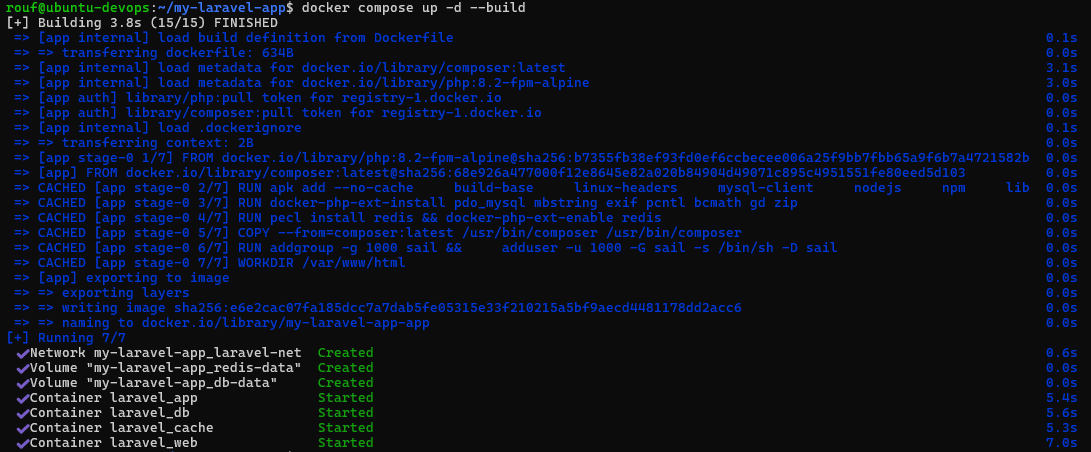 rouf@ubuntu-devops:~/my-laravel-app$ docker compose up -d --build
[+] Building 3.8s (15/15) FINISHED
=> [app internal] load build definition from Dockerfile 0.1s
=> => transferring dockerfile: 634B 0.0s
=> [app internal] load metadata for docker.io/library/composer:latest 3.1s
=> [app internal] load metadata for docker.io/library/php:8.2-fpm-alpine 3.0s
=> [app auth] library/php:pull token for registry-1.docker.io 0.0s
=> [app auth] library/composer:pull token for registry-1.docker.io 0.0s
=> [app internal] load .dockerignore 0.1s
=> => transferring context: 2B 0.0s
=> [app stage-0 1/7] FROM docker.io/library/php:8.2-fpm-alpine@sha256:b7355fb38ef93fd0ef6ccbecee006a25f9bb7fbb65a9f6b7a4721582b 0.0s
=> [app] FROM docker.io/library/composer:latest@sha256:68e926a477000f12e8645e82a020b84904d49071c895c4951551fe80eed5d103 0.0s
=> CACHED [app stage-0 2/7] RUN apk add --no-cache build-base linux-headers mysql-client nodejs npm lib 0.0s
=> CACHED [app stage-0 3/7] RUN docker-php-ext-install pdo_mysql mbstring exif pcntl bcmath gd zip 0.0s
=> CACHED [app stage-0 4/7] RUN pecl install redis && docker-php-ext-enable redis 0.0s
=> CACHED [app stage-0 5/7] COPY --from=composer:latest /usr/bin/composer /usr/bin/composer 0.0s
=> CACHED [app stage-0 6/7] RUN addgroup -g 1000 sail && adduser -u 1000 -G sail -s /bin/sh -D sail 0.0s
=> CACHED [app stage-0 7/7] WORKDIR /var/www/html 0.0s
=> [app] exporting to image 0.0s
=> => exporting layers 0.0s
=> => writing image sha256:e6e2cac07fa185dcc7a7dab5fe05315e33f210215a5bf9aecd4481178dd2acc6 0.0s
=> => naming to docker.io/library/my-laravel-app-app 0.0s
[+] Running 7/7
✔Network my-laravel-app_laravel-net Created 0.6s
✔Volume "my-laravel-app_redis-data" Created 0.0s
✔Volume "my-laravel-app_db-data" Created 0.0s
✔Container laravel_app Started 5.4s
✔Container laravel_db Started 5.6s
✔Container laravel_cache Started 5.3s
✔Container laravel_web Started 7.0s